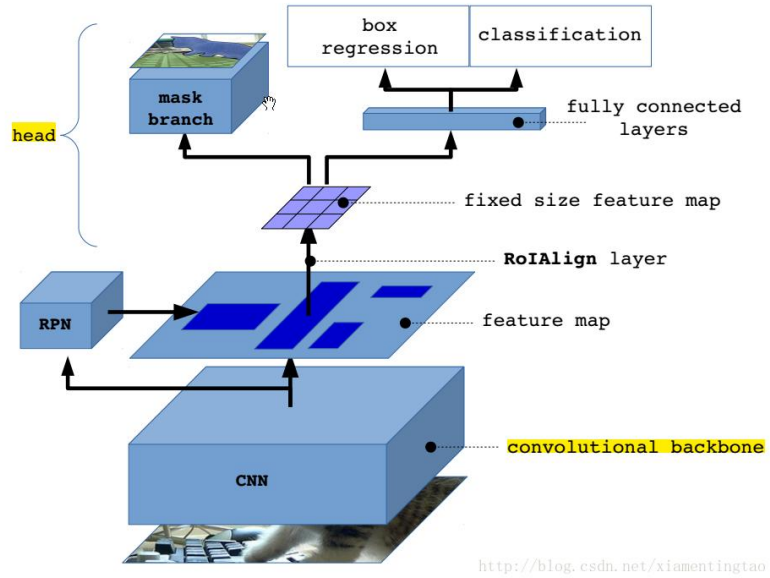 box
regression
classification
mask
branch
fully connected
layers
head
fixed size feature map
RoIAlign layer
RPN
feature map
convolutional backbone
CNN
http://blog.csdn.net/xiamentingtao